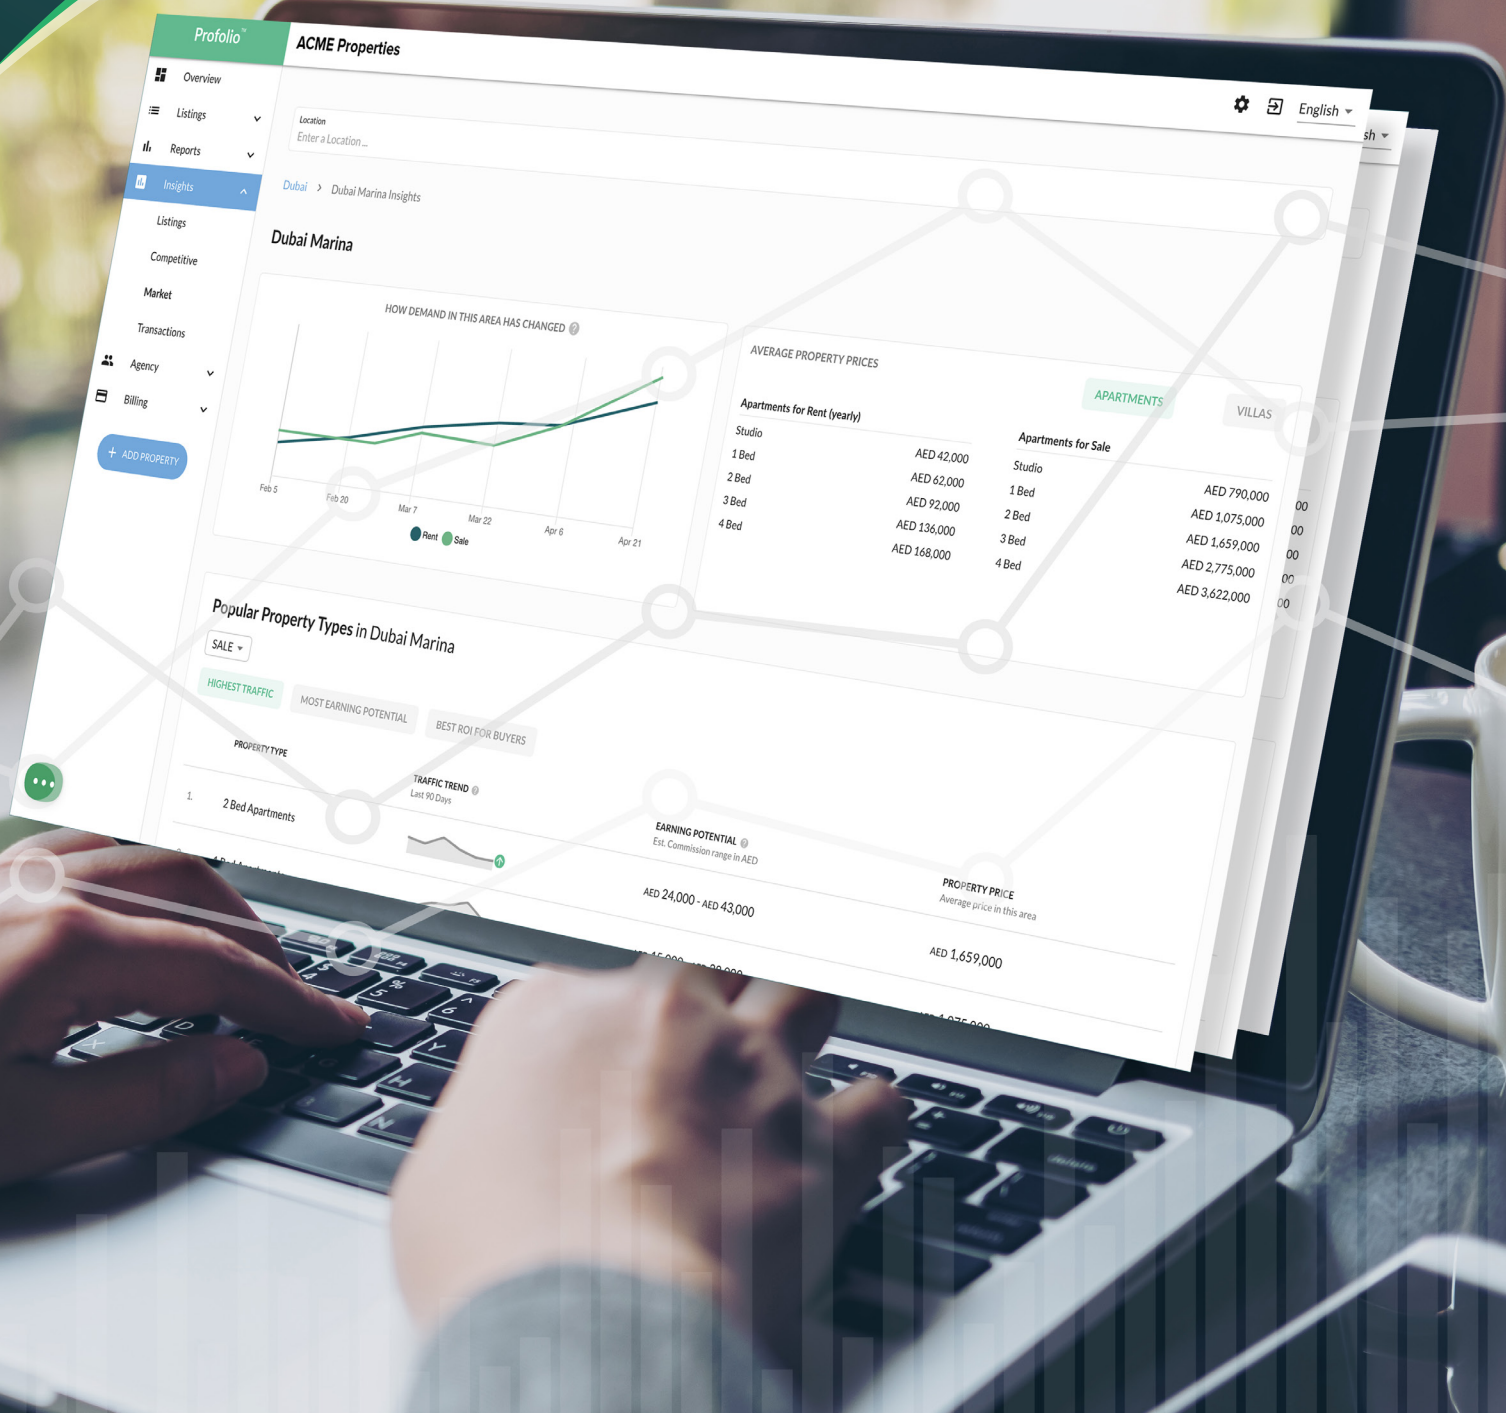 Profolio™
ACME Properties
English
sh
Overview
Listings
Reports
Insights
Listings
Competitive
Market
Transactions
Agency
Billing
+ ADD PROPERTY
Location
Enter a Location ...
Dubai > Dubai Marina Insights
Dubai Marina
HOW DEMAND IN THIS AREA HAS CHANGED ?
Feb 5 Feb 20 Mar 7 Mar 22 Apr 6 Apr 21
Rent Sale
AVERAGE PROPERTY PRICES
APARTMENTS VILLAS
Apartments for Rent (yearly)
Studio AED 42,000
1 Bed AED 62,000
2 Bed AED 92,000
3 Bed AED 136,000
4 Bed AED 168,000
Apartments for Sale
Studio AED 790,000
1 Bed AED 1,075,000
2 Bed AED 1,659,000
3 Bed AED 2,775,000
4 Bed AED 3,622,000
00
00
00
00
00
Popular Property Types in Dubai Marina
SALE
HIGHEST TRAFFIC MOST EARNING POTENTIAL BEST ROI FOR BUYERS
PROPERTY TYPE
TRAFFIC TREND ?
Last 90 Days
EARNING POTENTIAL ?
Est. Commission range in AED
PROPERTY PRICE
Average price in this area
1. 2 Bed Apartments
AED 24,000 - AED 43,000
AED 1,659,000